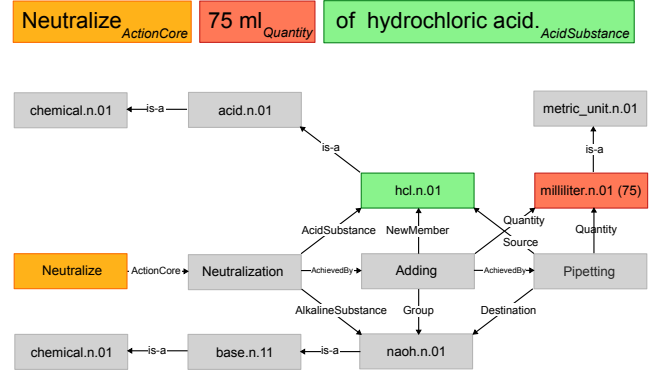 Neutralize ActionCore 75 ml Quantity of hydrochloric acid. AcidSubstance
chemical.n.01 is-a acid.n.01 metric_unit.n.01
is-a is-a
hcl.n.01 milliliter.n.01 (75)
AcidSubstance NewMember Quantity Quantity
Source
Neutralize ActionCore Neutralization AchievedBy Adding AchievedBy Pipetting
AlkalineSubstance Group Destination
chemical.n.01 is-a base.n.11 is-a naoh.n.01